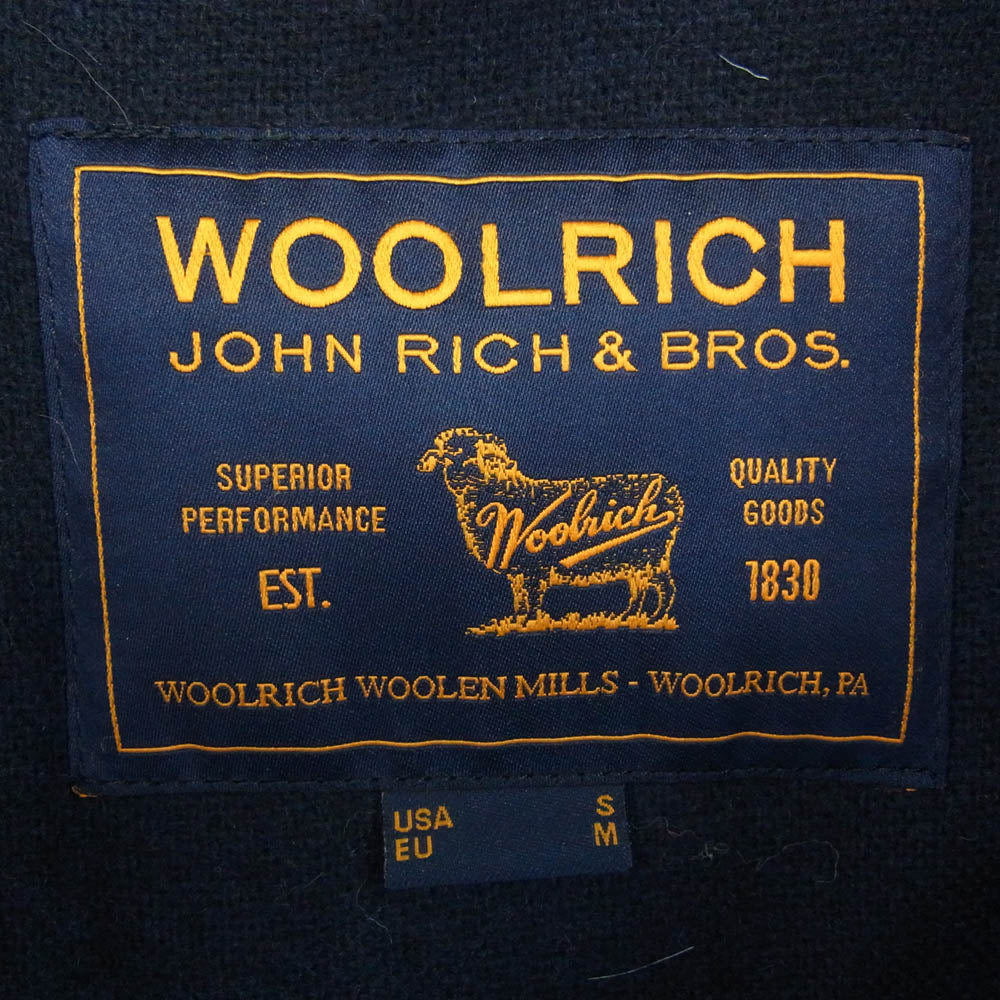 WOOLRICH
JOHN RICH & BROS.
SUPERIOR
PERFORMANCE
EST.
Woolrich
QUALITY
GOODS
1830
WOOLRICH WOOLEN MILLS - WOOLRICH, PA
USA S
EU M